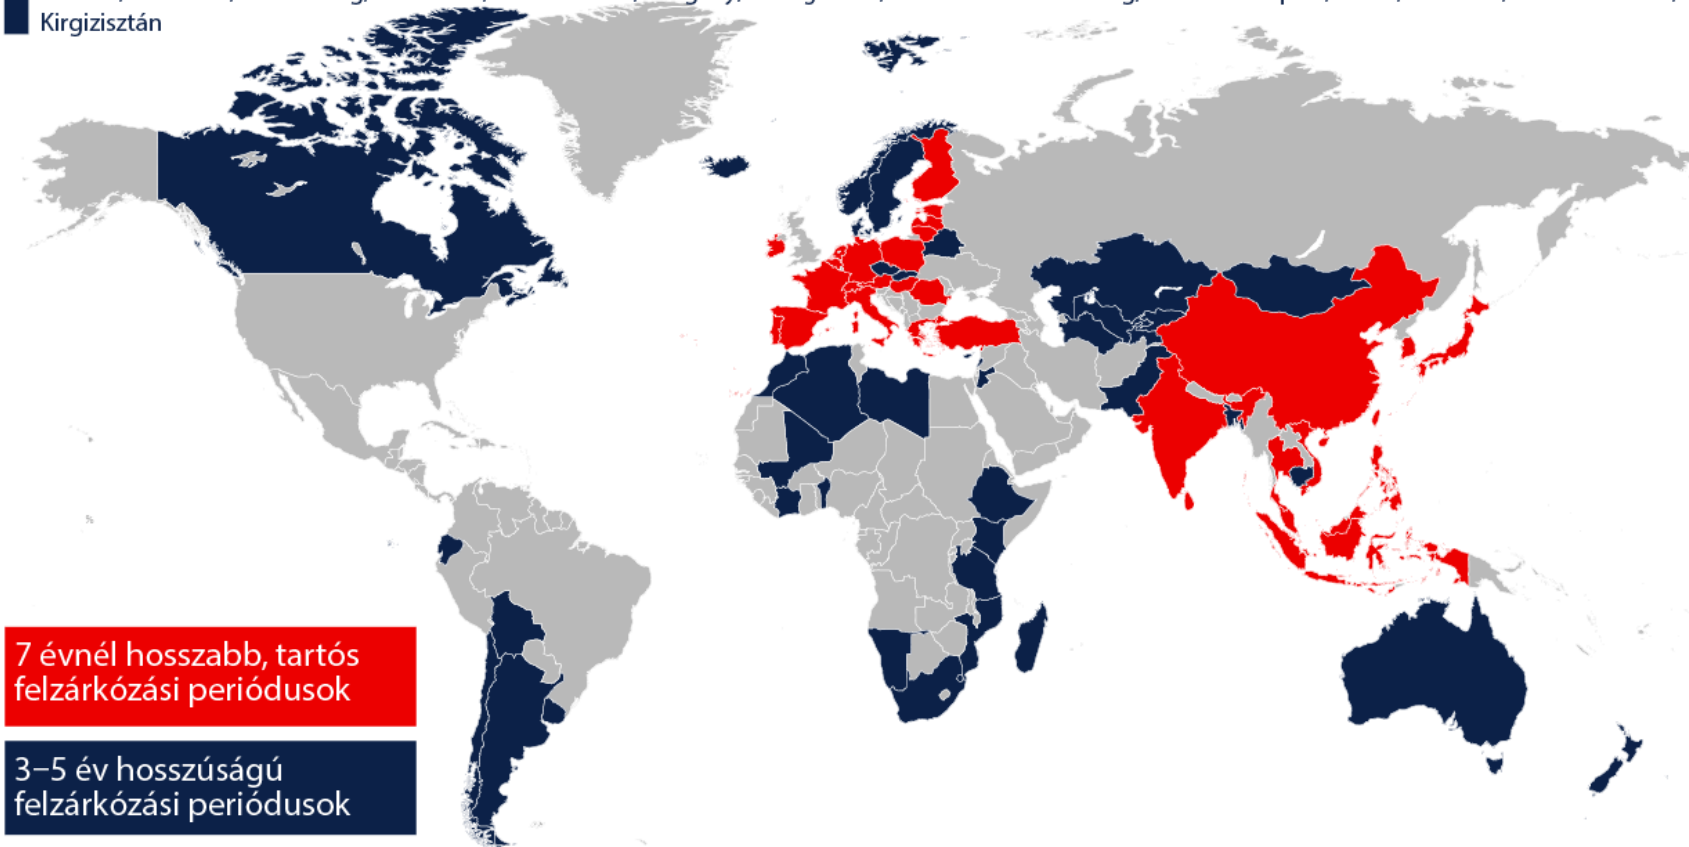 Kirgizisztán
7 évnél hosszabb, tartós
felzárkózási periódusok
3–5 év hosszúságú
felzárkózási periódusok